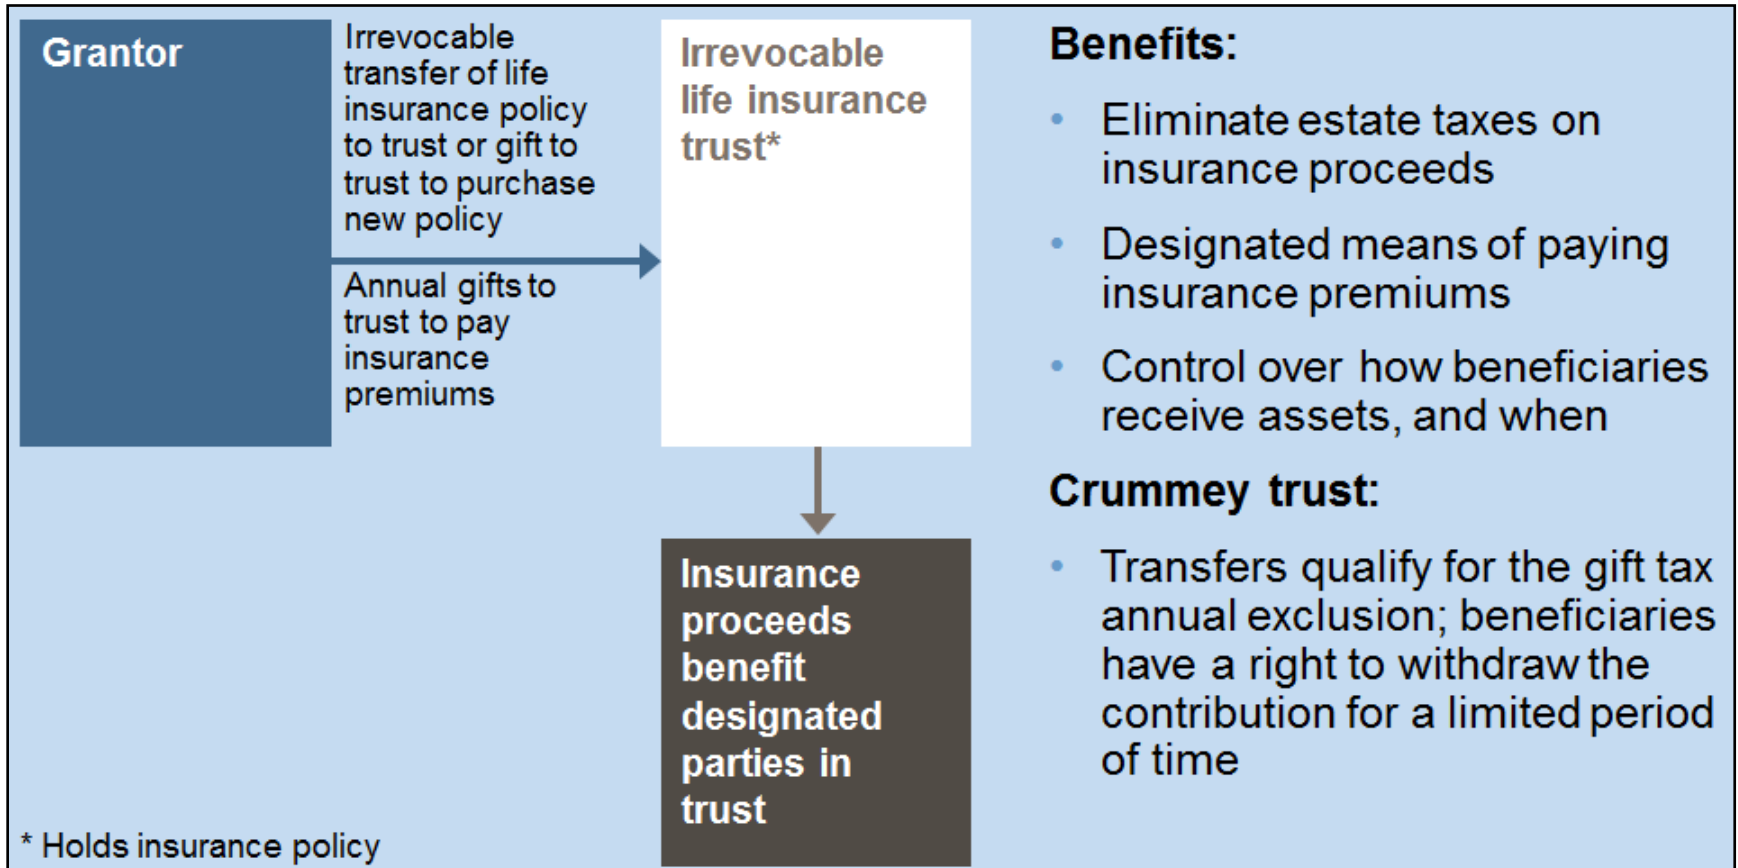 Grantor
Irrevocable
transfer of life
insurance policy
to trust or gift to
trust to purchase
new policy
Annual gifts to
trust to pay
insurance
premiums
Irrevocable
life insurance
trust*
Insurance
proceeds
benefit
designated
parties in
trust
* Holds insurance policy
Benefits:
• Eliminate estate taxes on
insurance proceeds
• Designated means of paying
insurance premiums
• Control over how beneficiaries
receive assets, and when
Crummey trust:
• Transfers qualify for the gift tax
annual exclusion; beneficiaries
have a right to withdraw the
contribution for a limited period
of time